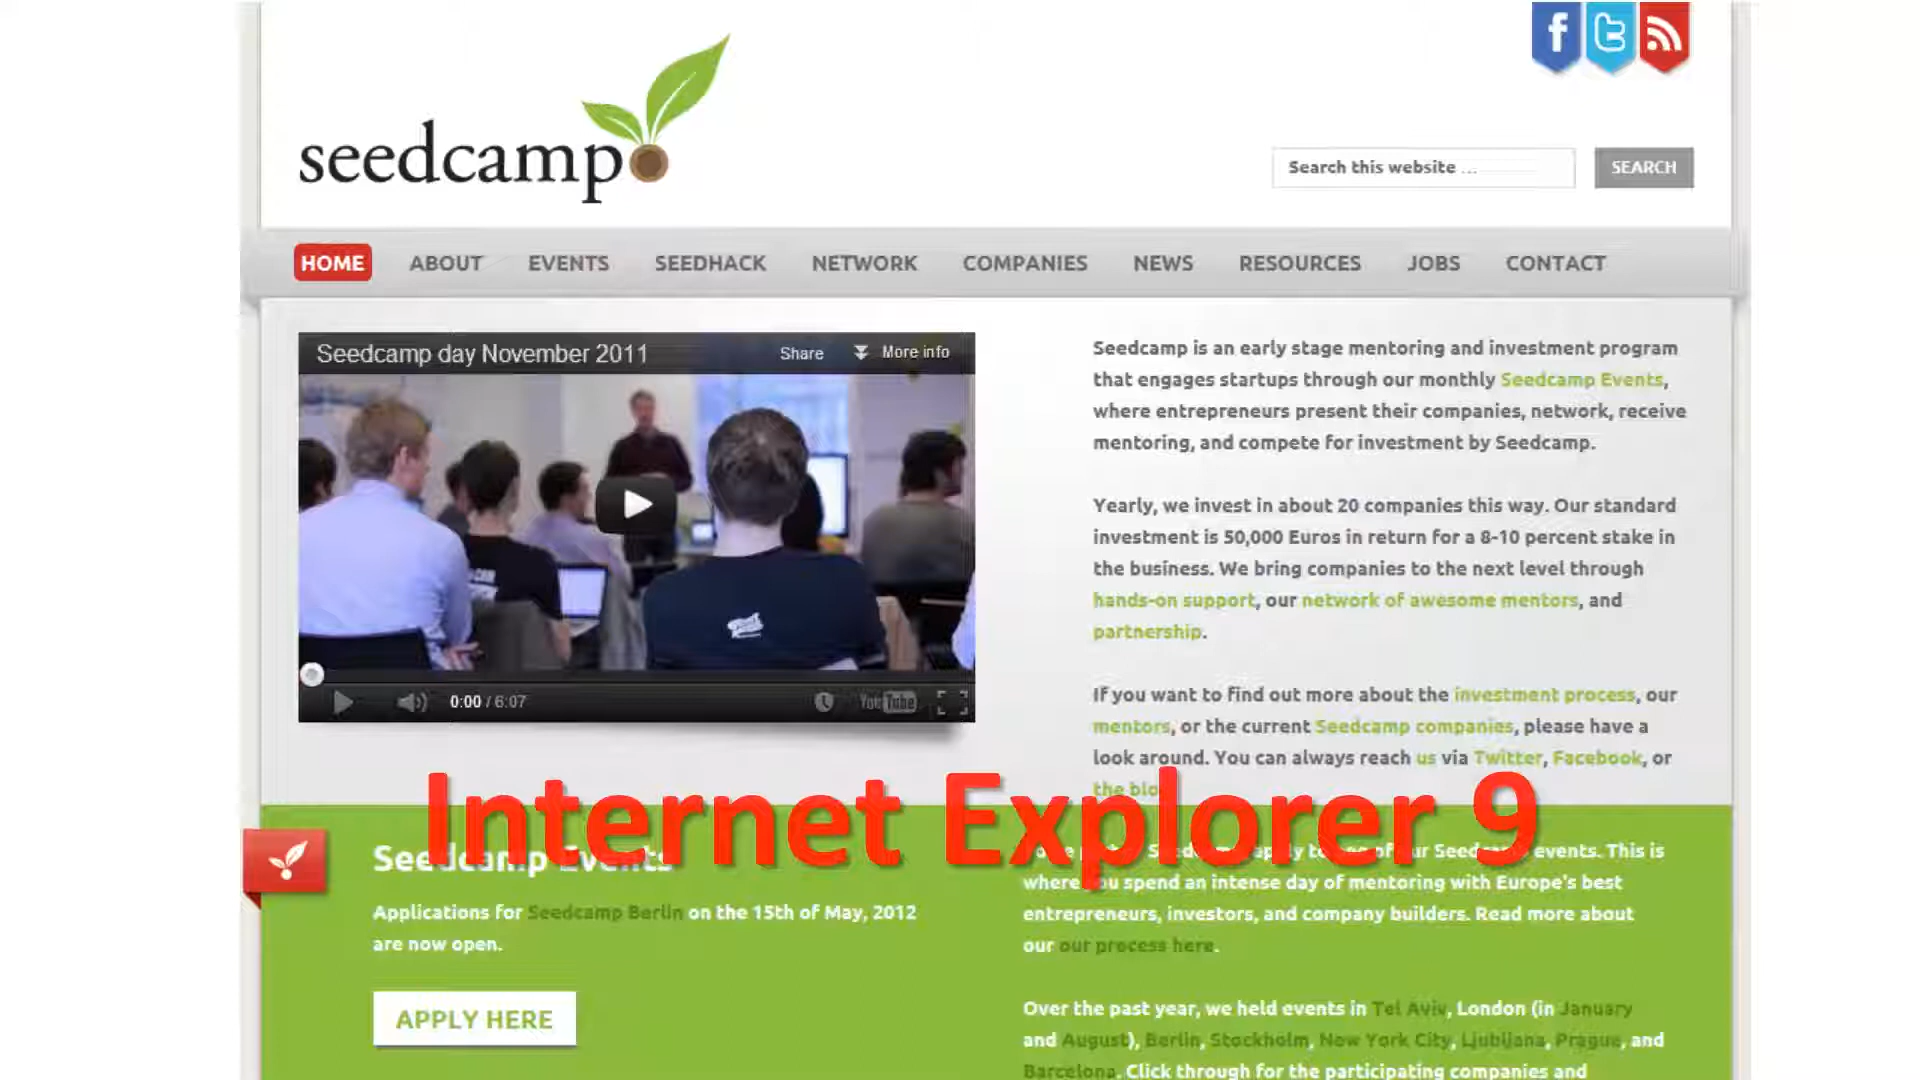 seedcamp
Search this website ...
SEARCH
HOME ABOUT EVENTS SEEDHACK NETWORK COMPANIES NEWS RESOURCES JOBS CONTACT
Seedcamp day November 2011 Share More info
0:00 / 6:07 YouTube
Seedcamp is an early stage mentoring and investment program
that engages startups through our monthly Seedcamp Events,
where entrepreneurs present their companies, network, receive
mentoring, and compete for investment by Seedcamp.
Yearly, we invest in about 20 companies this way. Our standard
investment is 50,000 Euros in return for a 8-10 percent stake in
the business. We bring companies to the next level through
hands-on support, our network of awesome mentors, and
partnership.
If you want to find out more about the investment process, our
mentors, or the current Seedcamp companies, please have a
look around. You can always reach us via Twitter, Facebook, or
the
Internet Explorer 9
Seedcamp Events
Applications for Seedcamp Berlin on the 15th of May, 2012
are now open.
APPLY HERE
events. This is
where you spend an intense day of mentoring with Europe's best
entrepreneurs, investors, and company builders. Read more about
our our process here.
Over the past year, we held events in Tel Aviv, London (in January
and August), Berlin, Stockholm, New York City, Ljubljana, Prague, and
Barcelona. Click through for the participating companies and